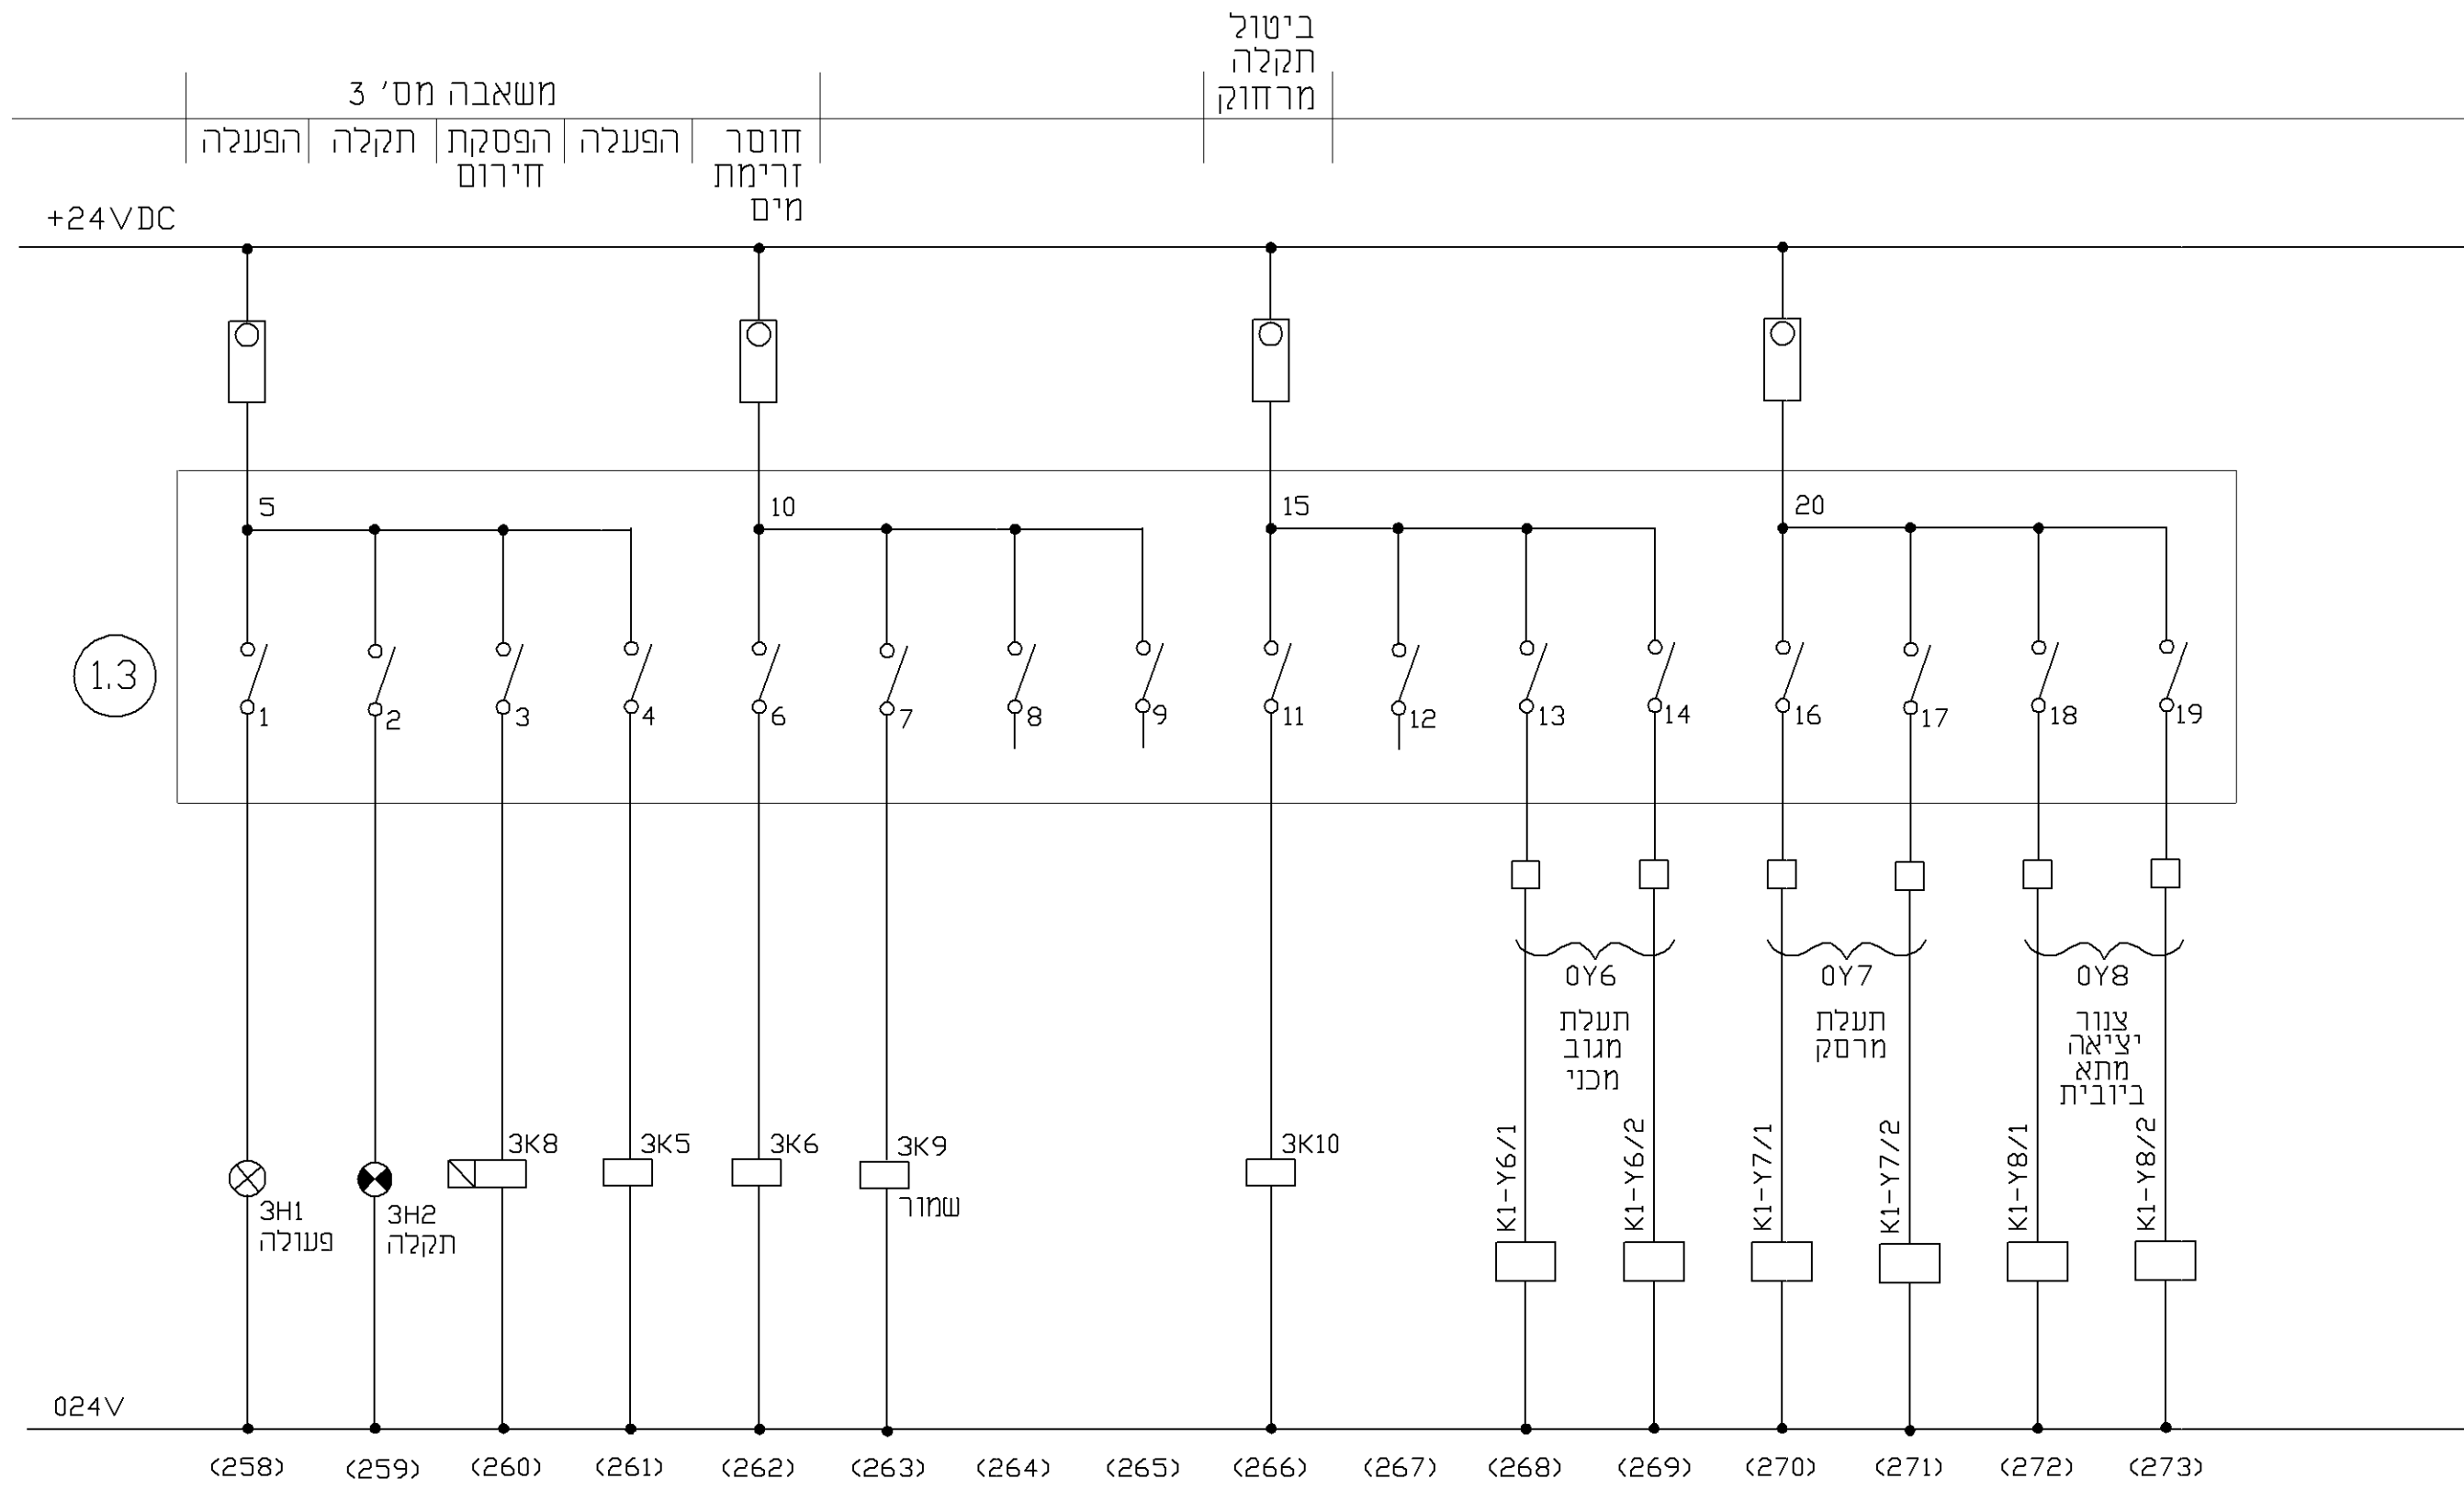 ביטול
תקלה
מרחוק
משאבה מס' 3
הפעלה
תקלה
הפסקת
חירום
הפעלה
חוסר
זרימת
מים
+24VDC
5
10
15
20
1.3
1
2
3
4
6
7
8
9
11
12
13
14
16
17
18
19
0Y6
תעלת
מגוב
מכני
0Y7
תעלת
מרסק
0Y8
צנור
יציאה
מתא
ביובית
3K8
3K5
3K6
3K9
שמור
3K10
K1-Y6/1
K1-Y6/2
K1-Y7/1
K1-Y7/2
K1-Y8/1
K1-Y8/2
3H1
פעולה
3H2
תקלה
024V
(258)
(259)
(260)
(261)
(262)
(263)
(264)
(265)
(266)
(267)
(268)
(269)
(270)
(271)
(272)
(273)